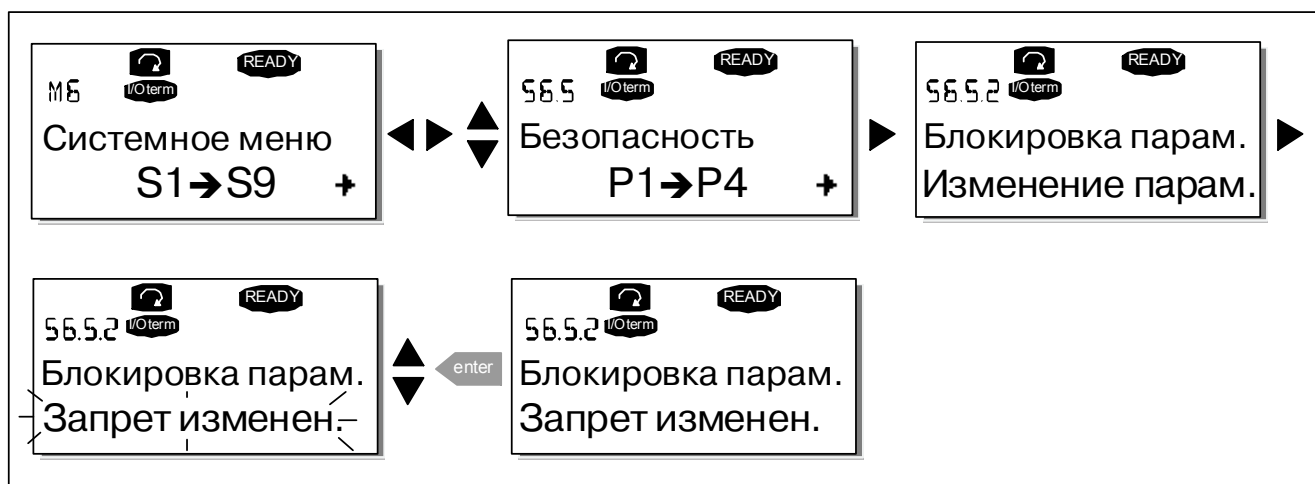 READY
M6 I/Oterm
Системное меню
S1➔S9
READY
S6.5 I/Oterm
Безопасность
P1➔P4
READY
S6.5.2 I/Oterm
Блокировка парам.
Изменение парам.
READY
S6.5.2 I/Oterm
Блокировка парам.
Запрет изменен.
enter
READY
S6.5.2 I/Oterm
Блокировка парам.
Запрет изменен.